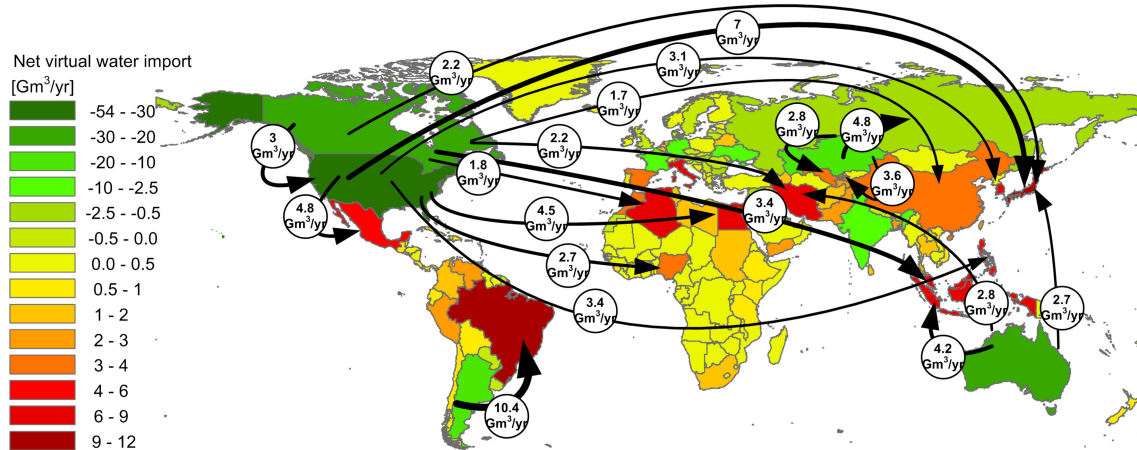 Net virtual water import
[Gm³/yr]
-54 - -30
-30 - -20
-20 - -10
-10 - -2.5
-2.5 - -0.5
-0.5 - 0.0
0.0 - 0.5
0.5 - 1
1 - 2
2 - 3
3 - 4
4 - 6
6 - 9
9 - 12
7
Gm³/yr
2.2
Gm³/yr
3.1
Gm³/yr
1.7
Gm³/yr
2.8
Gm³/yr
4.8
Gm³/yr
3
Gm³/yr
2.2
Gm³/yr
1.8
Gm³/yr
3.6
Gm³/yr
4.8
Gm³/yr
4.5
Gm³/yr
3.4
Gm³/yr
2.7
Gm³/yr
3.4
Gm³/yr
2.8
Gm³/yr
2.7
Gm³/yr
4.2
Gm³/yr
10.4
Gm³/yr